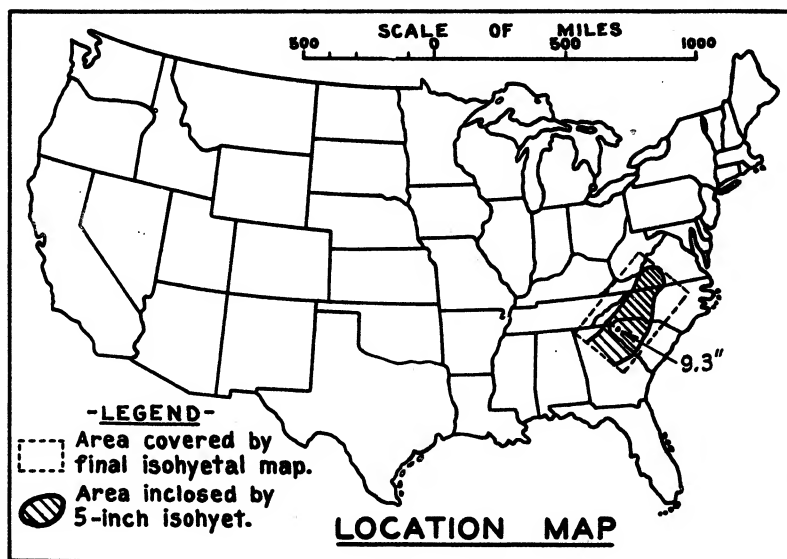 SCALE OF MILES
500 0 500 1000
9.3"
-LEGEND-
Area covered by
final isohyetal map.
Area inclosed by
5-inch isohyet.
LOCATION MAP